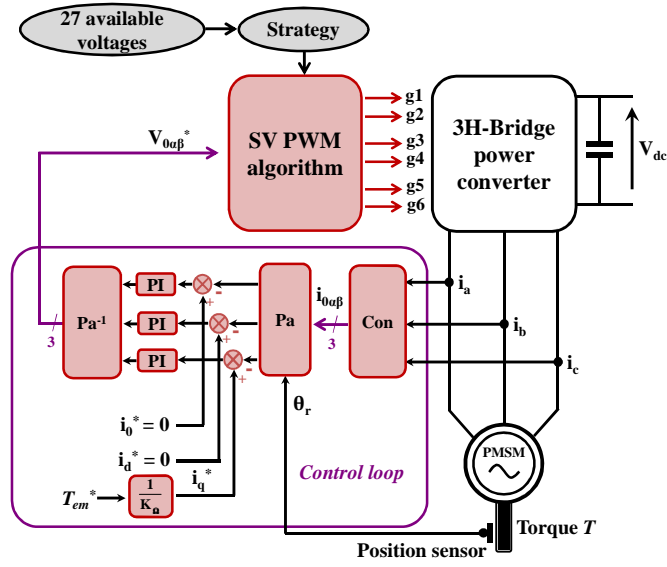 27 available
voltages
Strategy
V0αβ*
SV PWM
algorithm
g1
g2
g3
g4
g5
g6
3H-Bridge
power
converter
Vdc
Pa-1
PI
PI
PI
+
-
+
-
+
-
Pa
i0αβ
Con
3
3
ia
ib
ic
θr
i0* = 0
id* = 0
iq*
Tem*
1
KΩ
Control loop
PMSM
Torque T
Position sensor